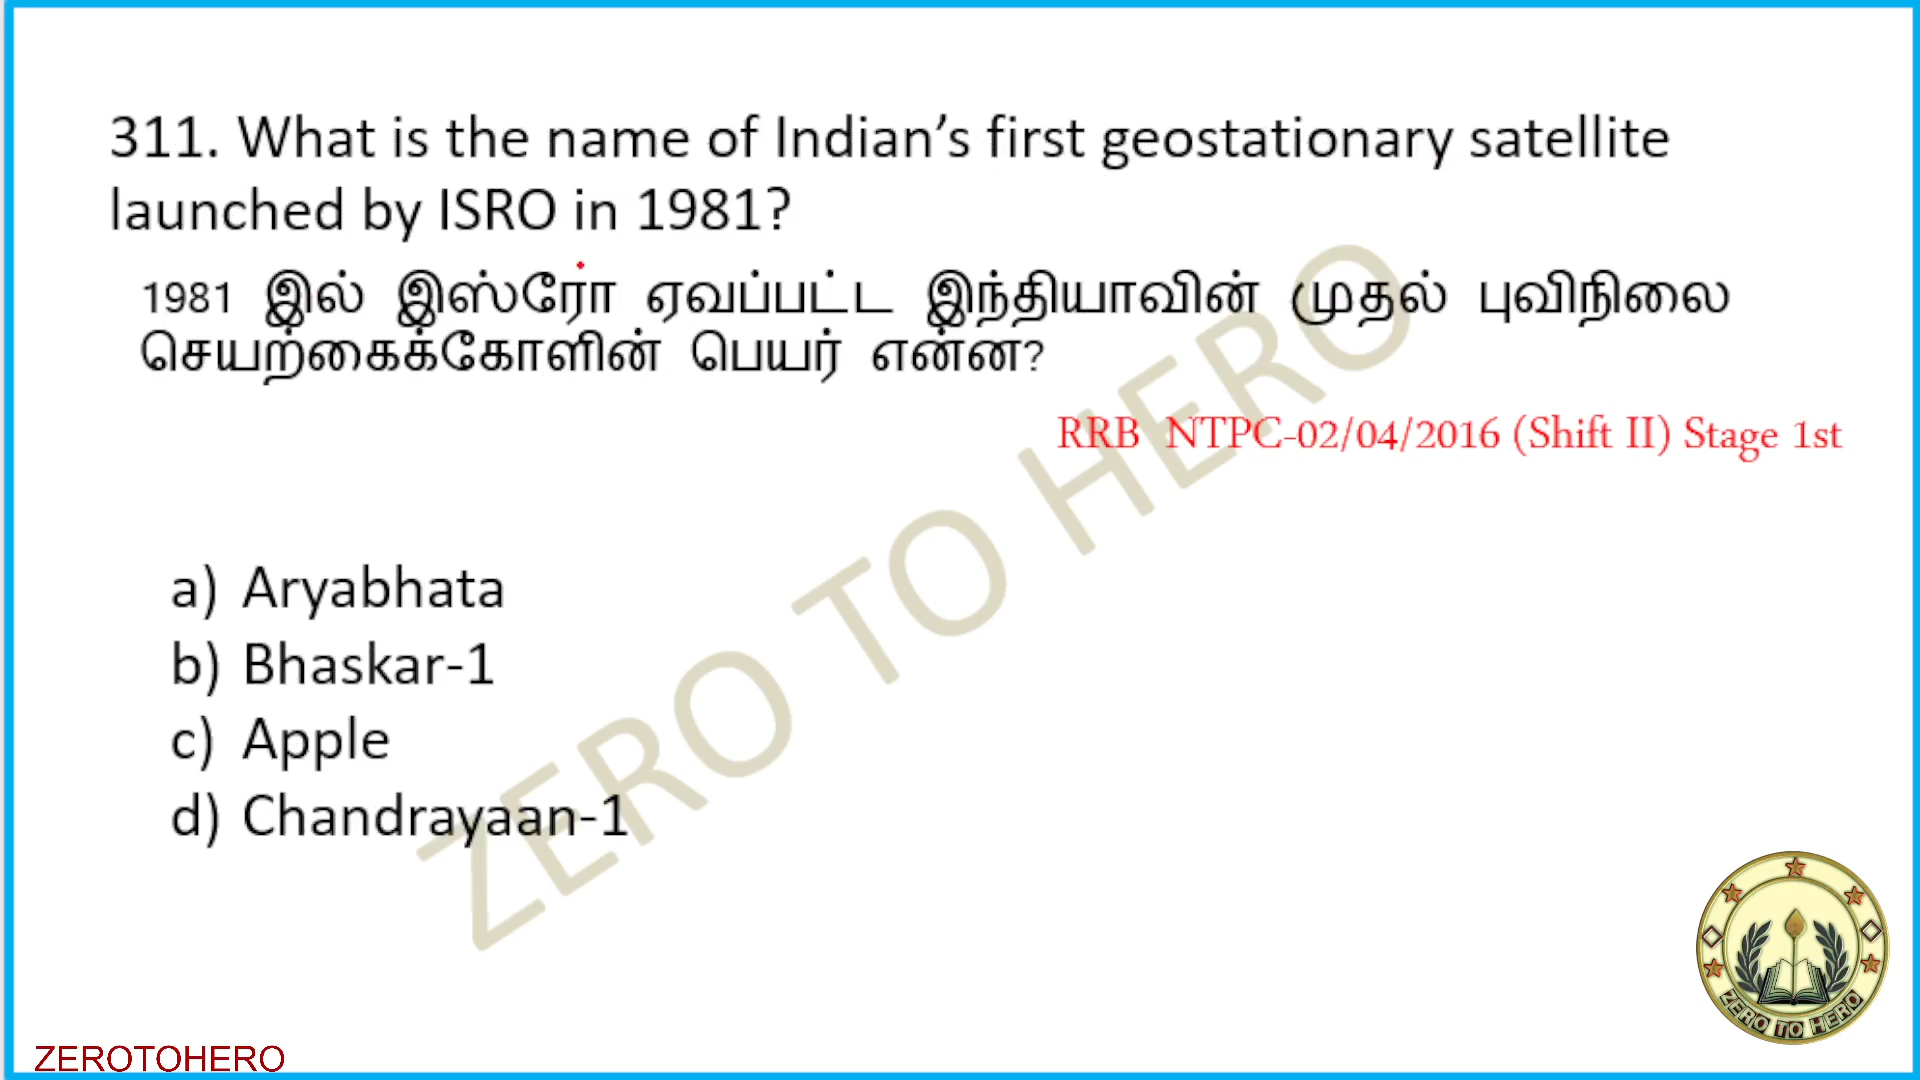 311. What is the name of Indian’s first geostationary satellite
launched by ISRO in 1981?
1981 இல் இஸ்ரோ ஏவப்பட்ட இந்தியாவின் முதல் புவிநிலை
செயற்கைக்கோளின் பெயர் என்ன?
RRB NTPC-02/04/2016 (Shift II) Stage 1st
ZERO TO HERO
a) Aryabhata
b) Bhaskar-1
c) Apple
d) Chandrayaan-1
ZERO TO HERO
ZEROTOHERO